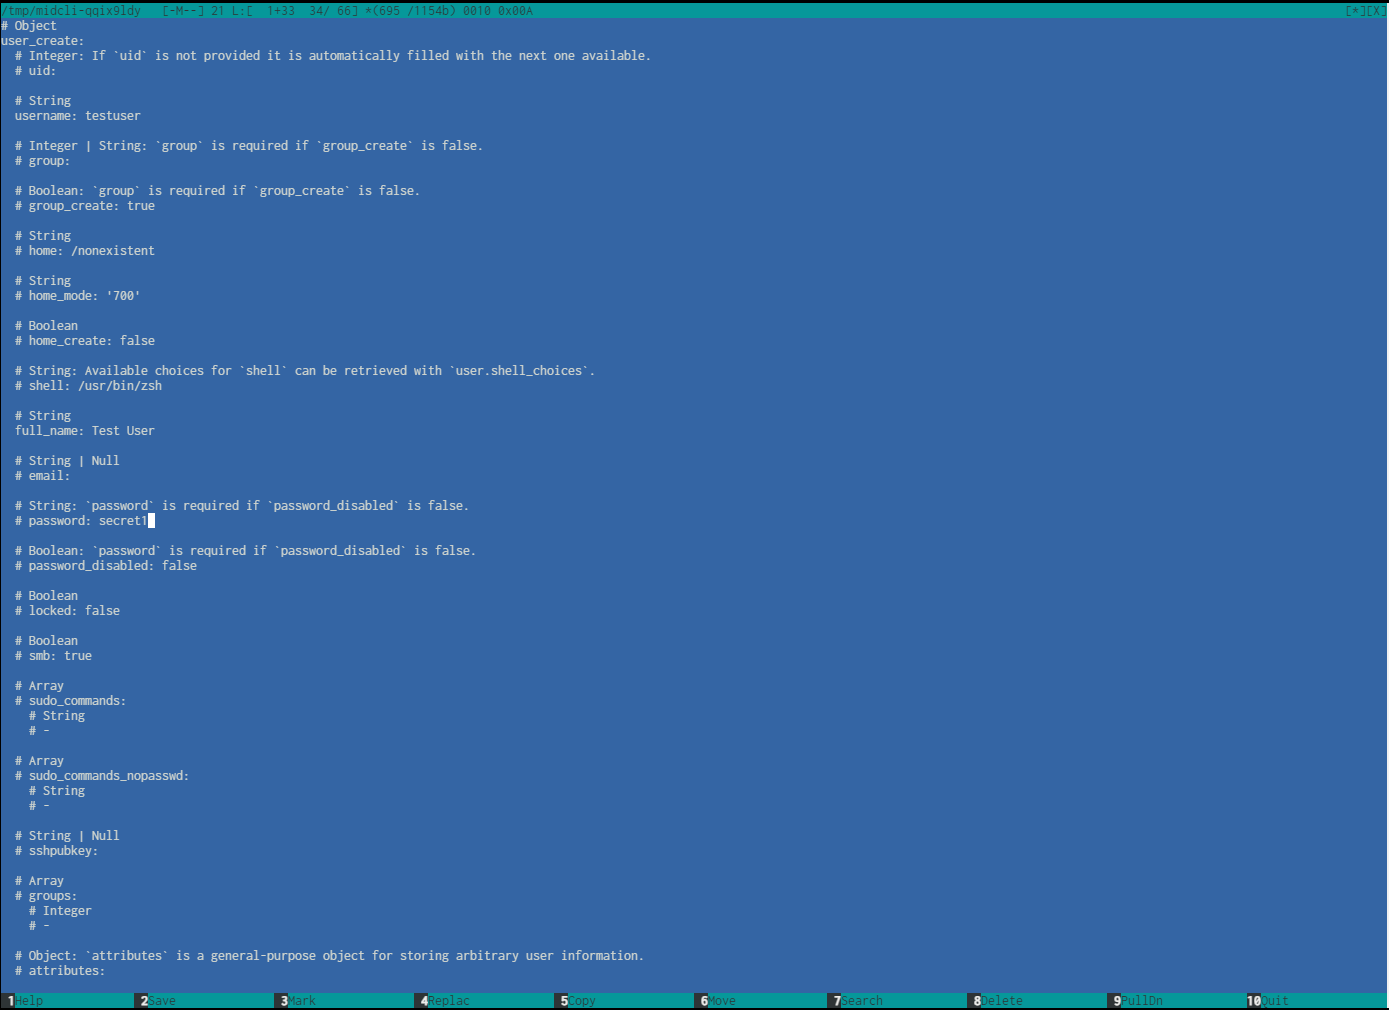 /tmp/midcli-qqix9ldy   [-M--] 21 L:[  1+33  34/ 66] *(695 /1154b) 0010 0x00A [*][X]
# Object
user_create:
  # Integer: If `uid` is not provided it is automatically filled with the next one available.
  # uid:

  # String
  username: testuser

  # Integer | String: `group` is required if `group_create` is false.
  # group:

  # Boolean: `group` is required if `group_create` is false.
  # group_create: true

  # String
  # home: /nonexistent

  # String
  # home_mode: '700'

  # Boolean
  # home_create: false

  # String: Available choices for `shell` can be retrieved with `user.shell_choices`.
  # shell: /usr/bin/zsh

  # String
  full_name: Test User

  # String | Null
  # email:

  # String: `password` is required if `password_disabled` is false.
  # password: secret1

  # Boolean: `password` is required if `password_disabled` is false.
  # password_disabled: false

  # Boolean
  # locked: false

  # Boolean
  # smb: true

  # Array
  # sudo_commands:
    # String
    # -

  # Array
  # sudo_commands_nopasswd:
    # String
    # -

  # String | Null
  # sshpubkey:

  # Array
  # groups:
    # Integer
    # -

  # Object: `attributes` is a general-purpose object for storing arbitrary user information.
  # attributes:
1Help 2Save 3Mark 4Replac 5Copy 6Move 7Search 8Delete 9PullDn 10Quit